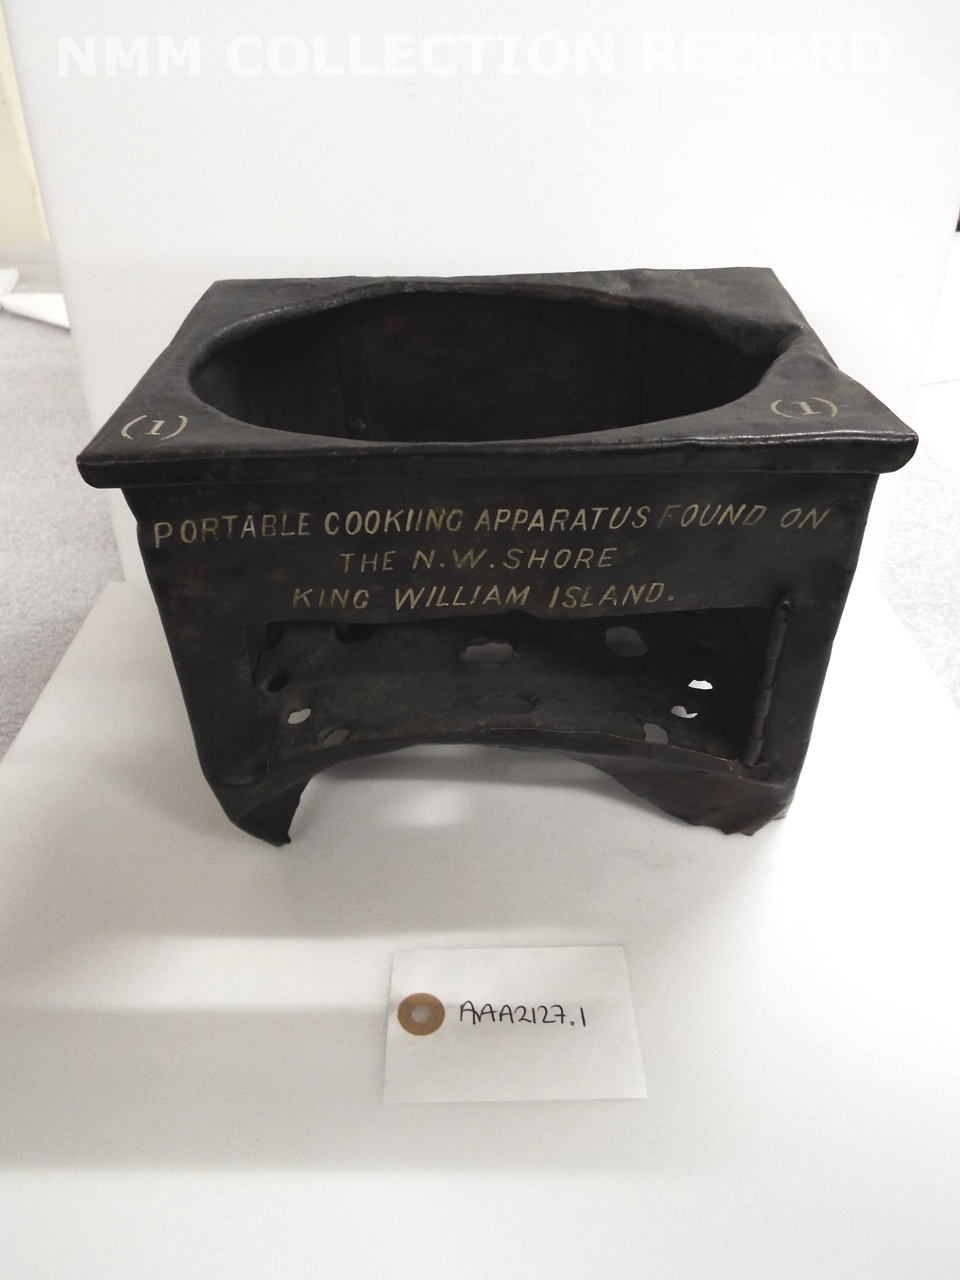 NMM COLLECTION RECORD
(1) (1)
PORTABLE COOKIING APPARATUS FOUND ON
THE N.W. SHORE
KING WILLIAM ISLAND.
AAA2127.1